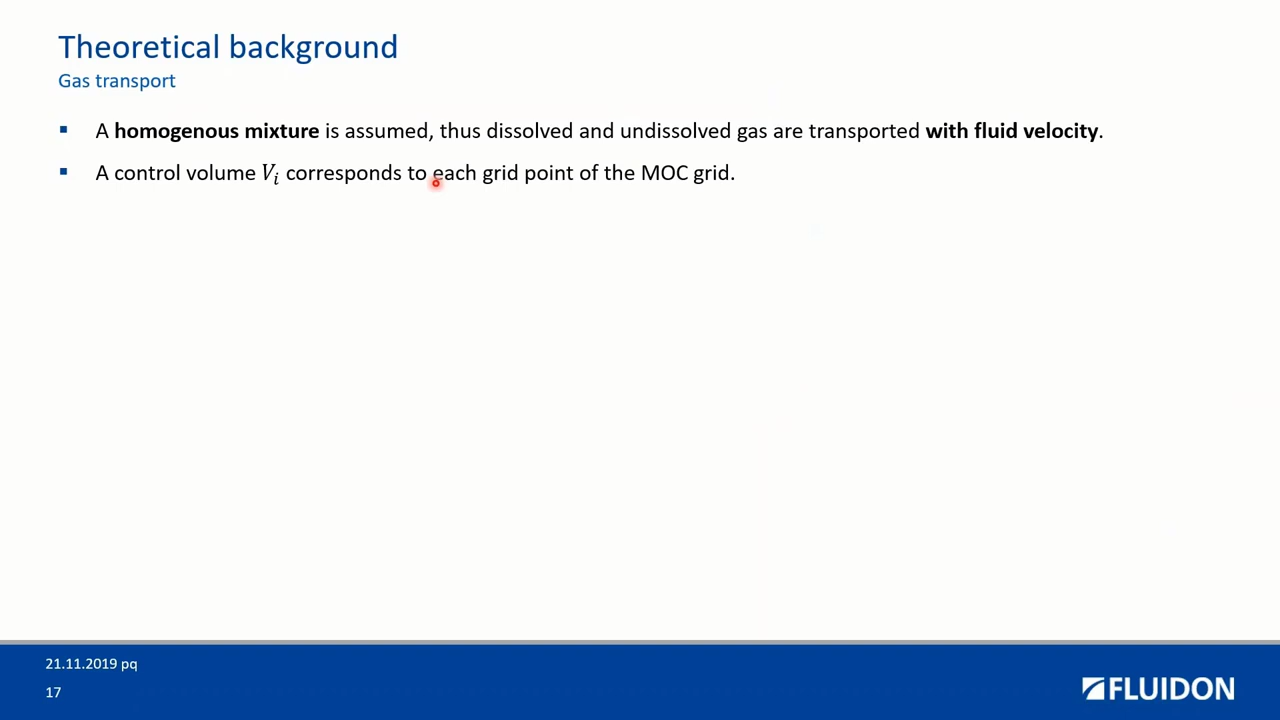 Theoretical background
Gas transport
▪ A homogenous mixture is assumed, thus dissolved and undissolved gas are transported with fluid velocity.
▪ A control volume V_i corresponds to each grid point of the MOC grid.
21.11.2019 pq
17
FLUIDON